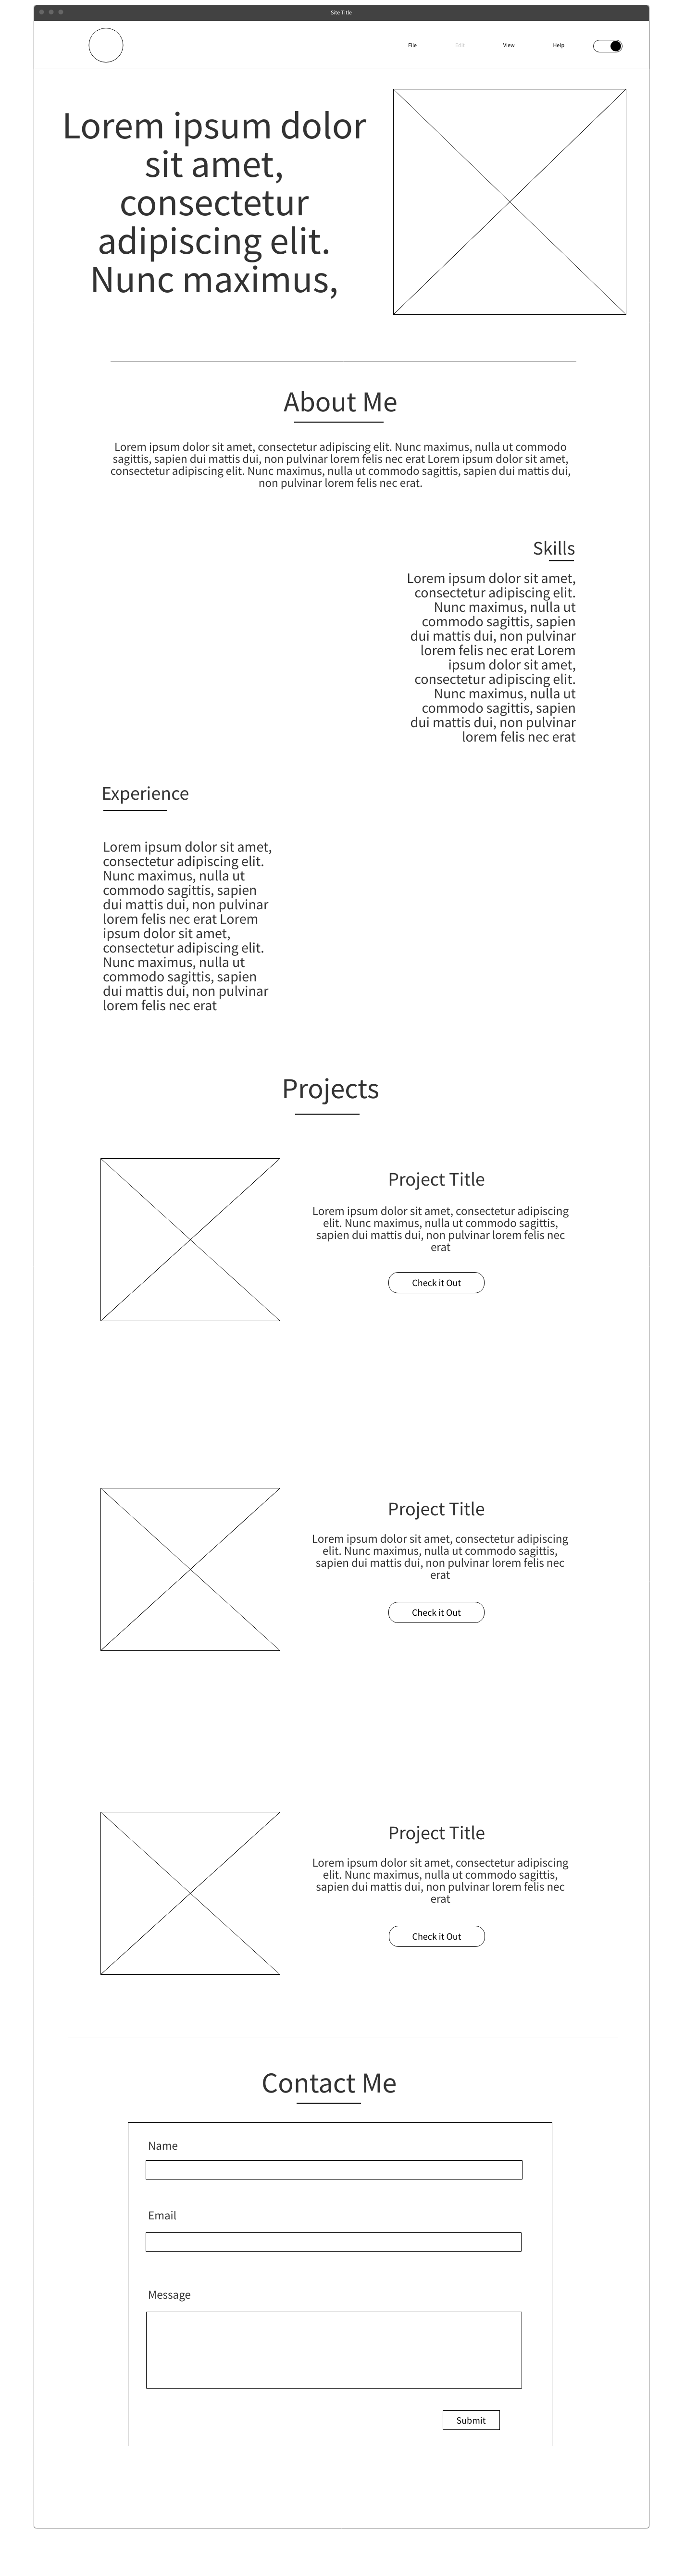 Site Title
File Edit View Help
Lorem ipsum dolor
sit amet,
consectetur
adipiscing elit.
Nunc maximus,
About Me
Lorem ipsum dolor sit amet, consectetur adipiscing elit. Nunc maximus, nulla ut commodo
sagittis, sapien dui mattis dui, non pulvinar lorem felis nec erat Lorem ipsum dolor sit amet,
consectetur adipiscing elit. Nunc maximus, nulla ut commodo sagittis, sapien dui mattis dui,
non pulvinar lorem felis nec erat.
Skills
Lorem ipsum dolor sit amet,
consectetur adipiscing elit.
Nunc maximus, nulla ut
commodo sagittis, sapien
dui mattis dui, non pulvinar
lorem felis nec erat Lorem
ipsum dolor sit amet,
consectetur adipiscing elit.
Nunc maximus, nulla ut
commodo sagittis, sapien
dui mattis dui, non pulvinar
lorem felis nec erat
Experience
Lorem ipsum dolor sit amet,
consectetur adipiscing elit.
Nunc maximus, nulla ut
commodo sagittis, sapien
dui mattis dui, non pulvinar
lorem felis nec erat Lorem
ipsum dolor sit amet,
consectetur adipiscing elit.
Nunc maximus, nulla ut
commodo sagittis, sapien
dui mattis dui, non pulvinar
lorem felis nec erat
Projects
Project Title
Lorem ipsum dolor sit amet, consectetur adipiscing
elit. Nunc maximus, nulla ut commodo sagittis,
sapien dui mattis dui, non pulvinar lorem felis nec
erat
Check it Out
Project Title
Lorem ipsum dolor sit amet, consectetur adipiscing
elit. Nunc maximus, nulla ut commodo sagittis,
sapien dui mattis dui, non pulvinar lorem felis nec
erat
Check it Out
Project Title
Lorem ipsum dolor sit amet, consectetur adipiscing
elit. Nunc maximus, nulla ut commodo sagittis,
sapien dui mattis dui, non pulvinar lorem felis nec
erat
Check it Out
Contact Me
Name
Email
Message
Submit